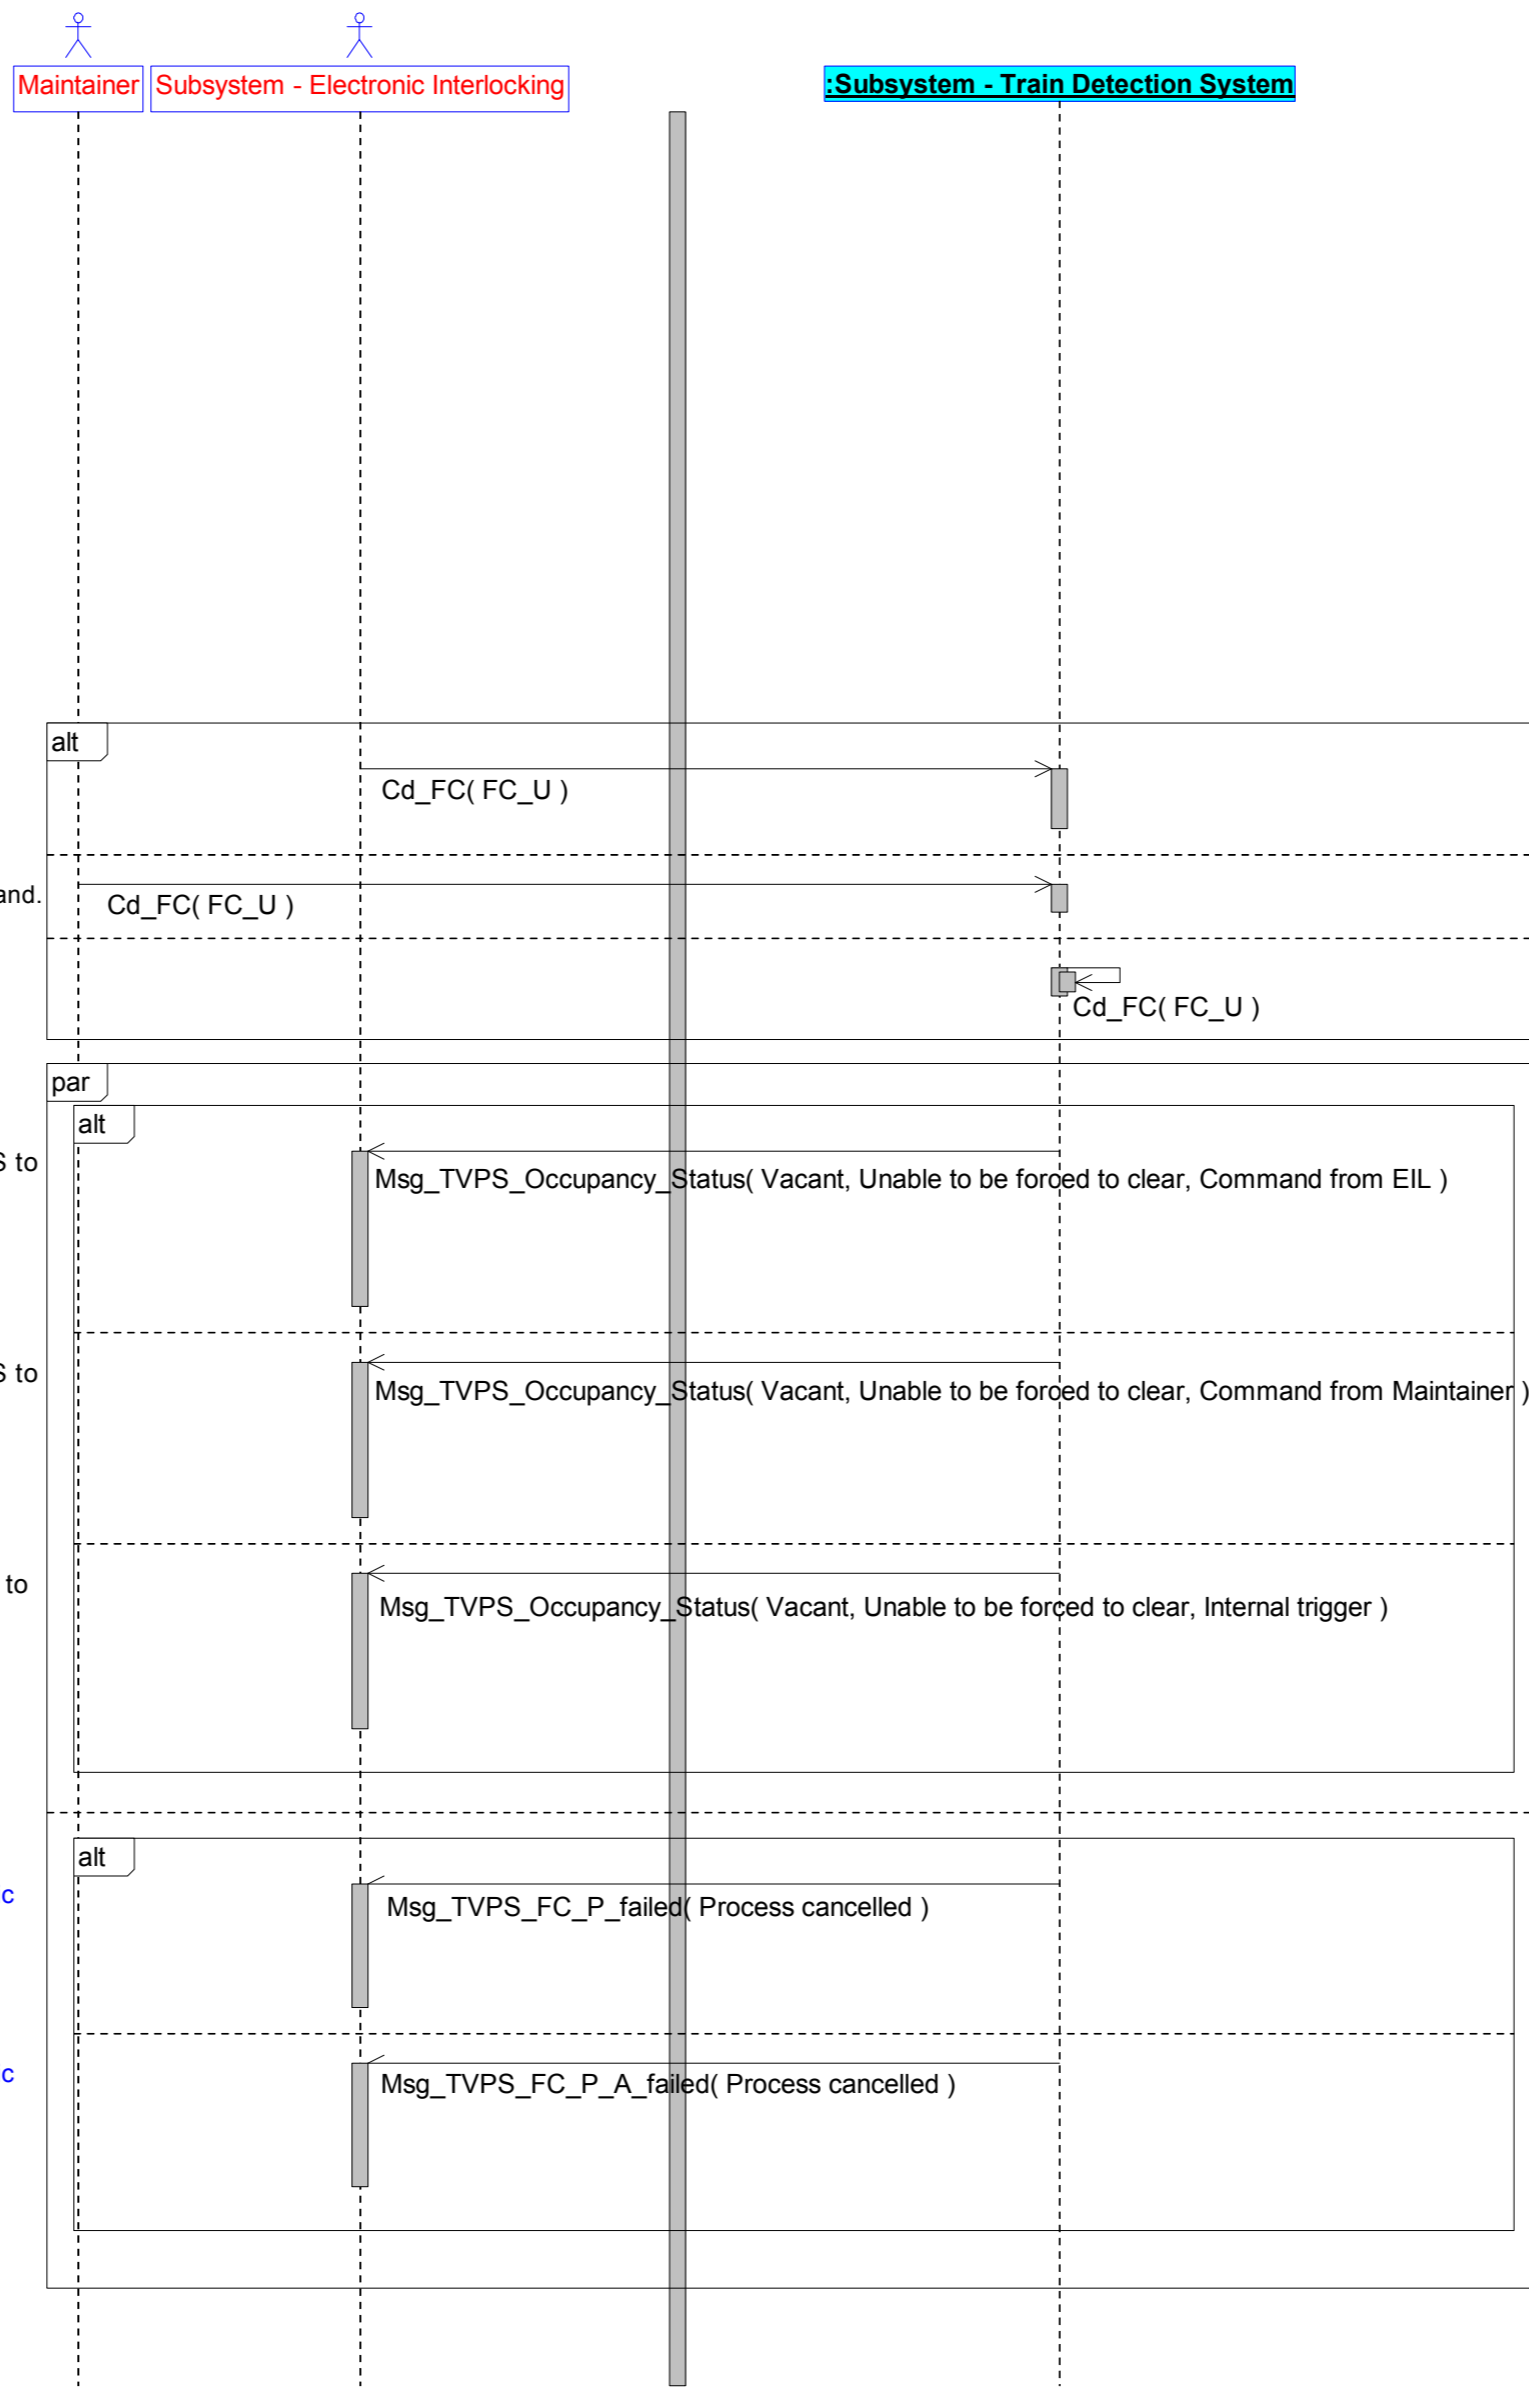 Maintainer
Subsystem - Electronic Interlocking
:Subsystem - Train Detection System
alt
Cd_FC( FC_U )
and.
Cd_FC( FC_U )
Cd_FC( FC_U )
par
alt
S to
Msg_TVPS_Occupancy_Status( Vacant, Unable to be forced to clear, Command from EIL )
S to
Msg_TVPS_Occupancy_Status( Vacant, Unable to be forced to clear, Command from Maintainer )
to
Msg_TVPS_Occupancy_Status( Vacant, Unable to be forced to clear, Internal trigger )
alt
c
Msg_TVPS_FC_P_failed( Process cancelled )
c
Msg_TVPS_FC_P_A_failed( Process cancelled )